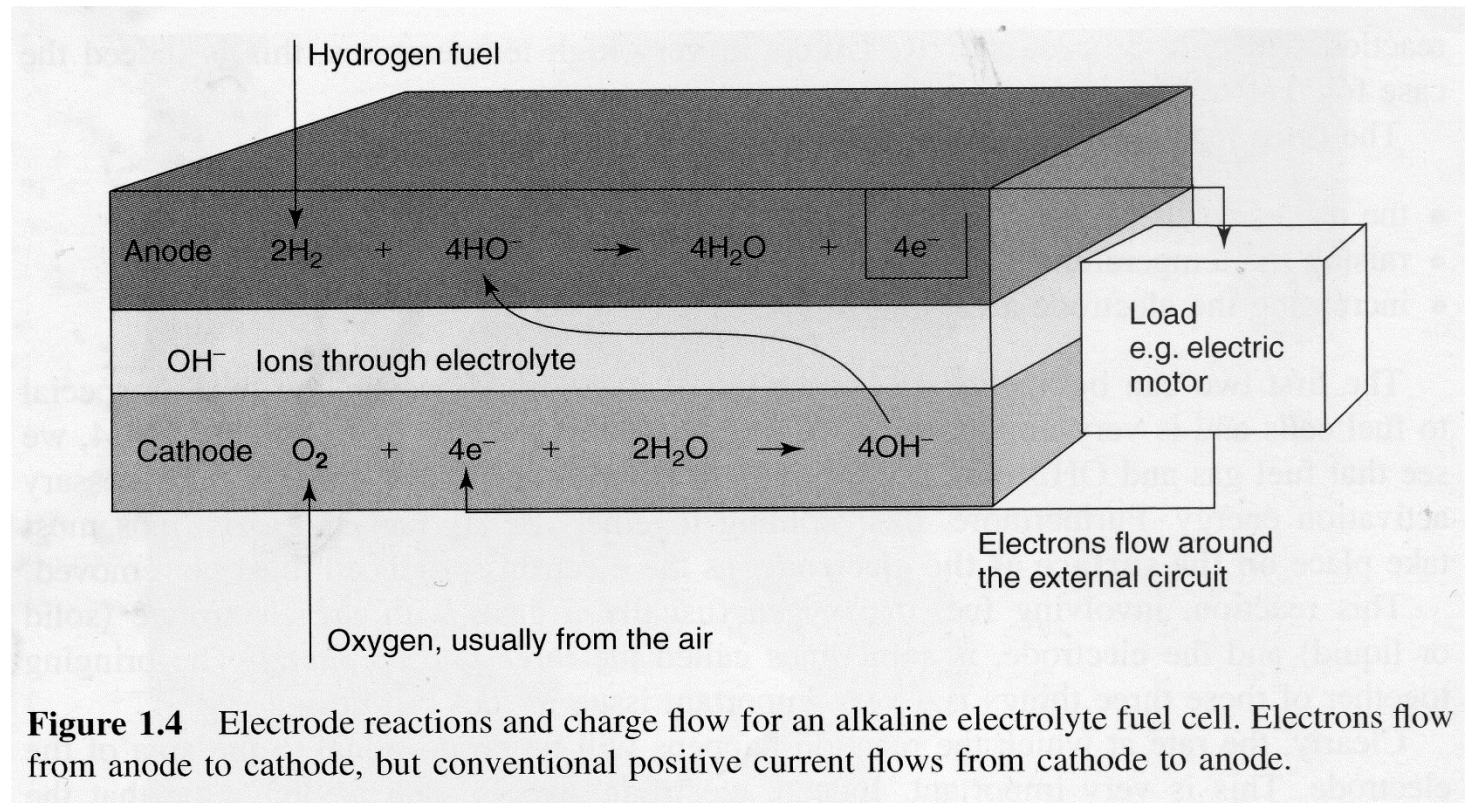 Hydrogen fuel
Anode 2H₂ + 4HO⁻ → 4H₂O + 4e⁻
Load
e.g. electric
motor
OH⁻ Ions through electrolyte
Cathode O₂ + 4e⁻ + 2H₂O → 4OH⁻
Electrons flow around
the external circuit
Oxygen, usually from the air
Figure 1.4 Electrode reactions and charge flow for an alkaline electrolyte fuel cell. Electrons flow
from anode to cathode, but conventional positive current flows from cathode to anode.